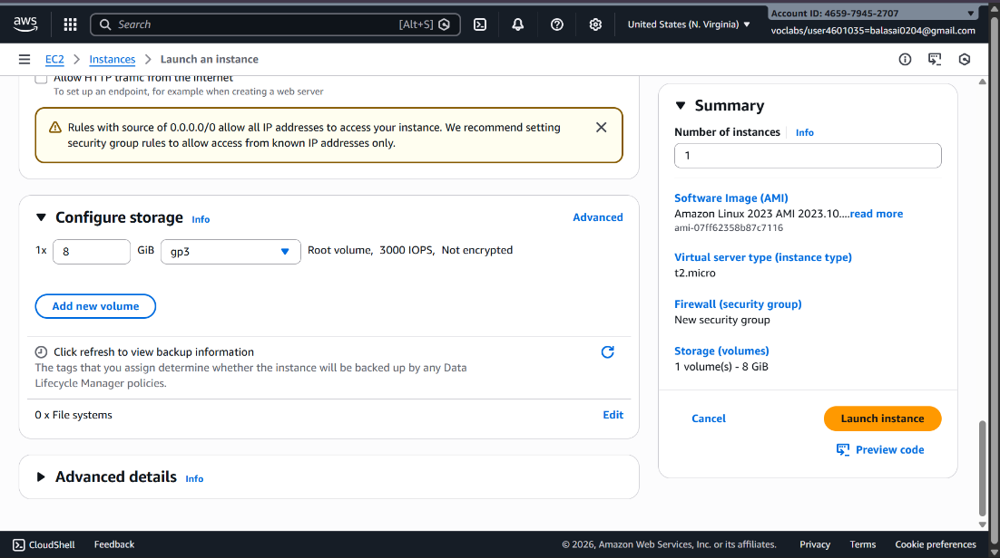 aws
Search
[Alt+S]
United States (N. Virginia)
Account ID: 4659-7945-2707
voclabs/user4601035=balasai0204@gmail.com
EC2
Instances
Launch an instance
Allow HTTP traffic from the internet
To set up an endpoint, for example when creating a web server
Rules with source of 0.0.0.0/0 allow all IP addresses to access your instance. We recommend setting
security group rules to allow access from known IP addresses only.
Configure storage Info
Advanced
1x 8 GiB gp3 Root volume, 3000 IOPS, Not encrypted
Add new volume
Click refresh to view backup information
The tags that you assign determine whether the instance will be backed up by any Data
Lifecycle Manager policies.
0 x File systems
Edit
Advanced details Info
Summary
Number of instances Info
1
Software Image (AMI)
Amazon Linux 2023 AMI 2023.10....read more
ami-07ff62358b87c7116
Virtual server type (instance type)
t2.micro
Firewall (security group)
New security group
Storage (volumes)
1 volume(s) - 8 GiB
Cancel
Launch instance
Preview code
CloudShell
Feedback
© 2026, Amazon Web Services, Inc. or its affiliates.
Privacy
Terms
Cookie preferences